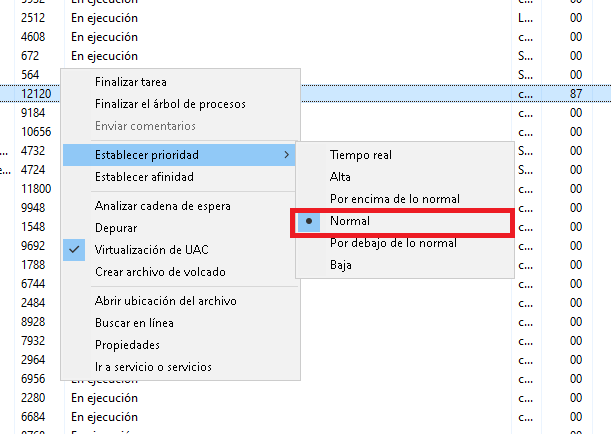 En ejecución
2512 En ejecución L... 00
4608 En ejecución c... 00
672 En ejecución S... 00
564 S... 00
12120 c... 87
9184 c... 00
10656 c... 00
... 4732 S... 00
e... 4724 S... 00
11800 c... 00
9948 c... 00
1548 c... 00
9692 c... 00
1788 c... 00
6744 c... 00
2484 c... 00
8928 c... 00
7932 c... 00
2964 c... 00
6956 En ejecución c... 00
2280 En ejecución c... 00
6684 En ejecución c... 00
En ejecución
Finalizar tarea
Finalizar el árbol de procesos
Enviar comentarios
Establecer prioridad
Establecer afinidad
Analizar cadena de espera
Depurar
Virtualización de UAC
Crear archivo de volcado
Abrir ubicación del archivo
Buscar en línea
Propiedades
Ir a servicio o servicios
Tiempo real
Alta
Por encima de lo normal
Normal
Por debajo de lo normal
Baja